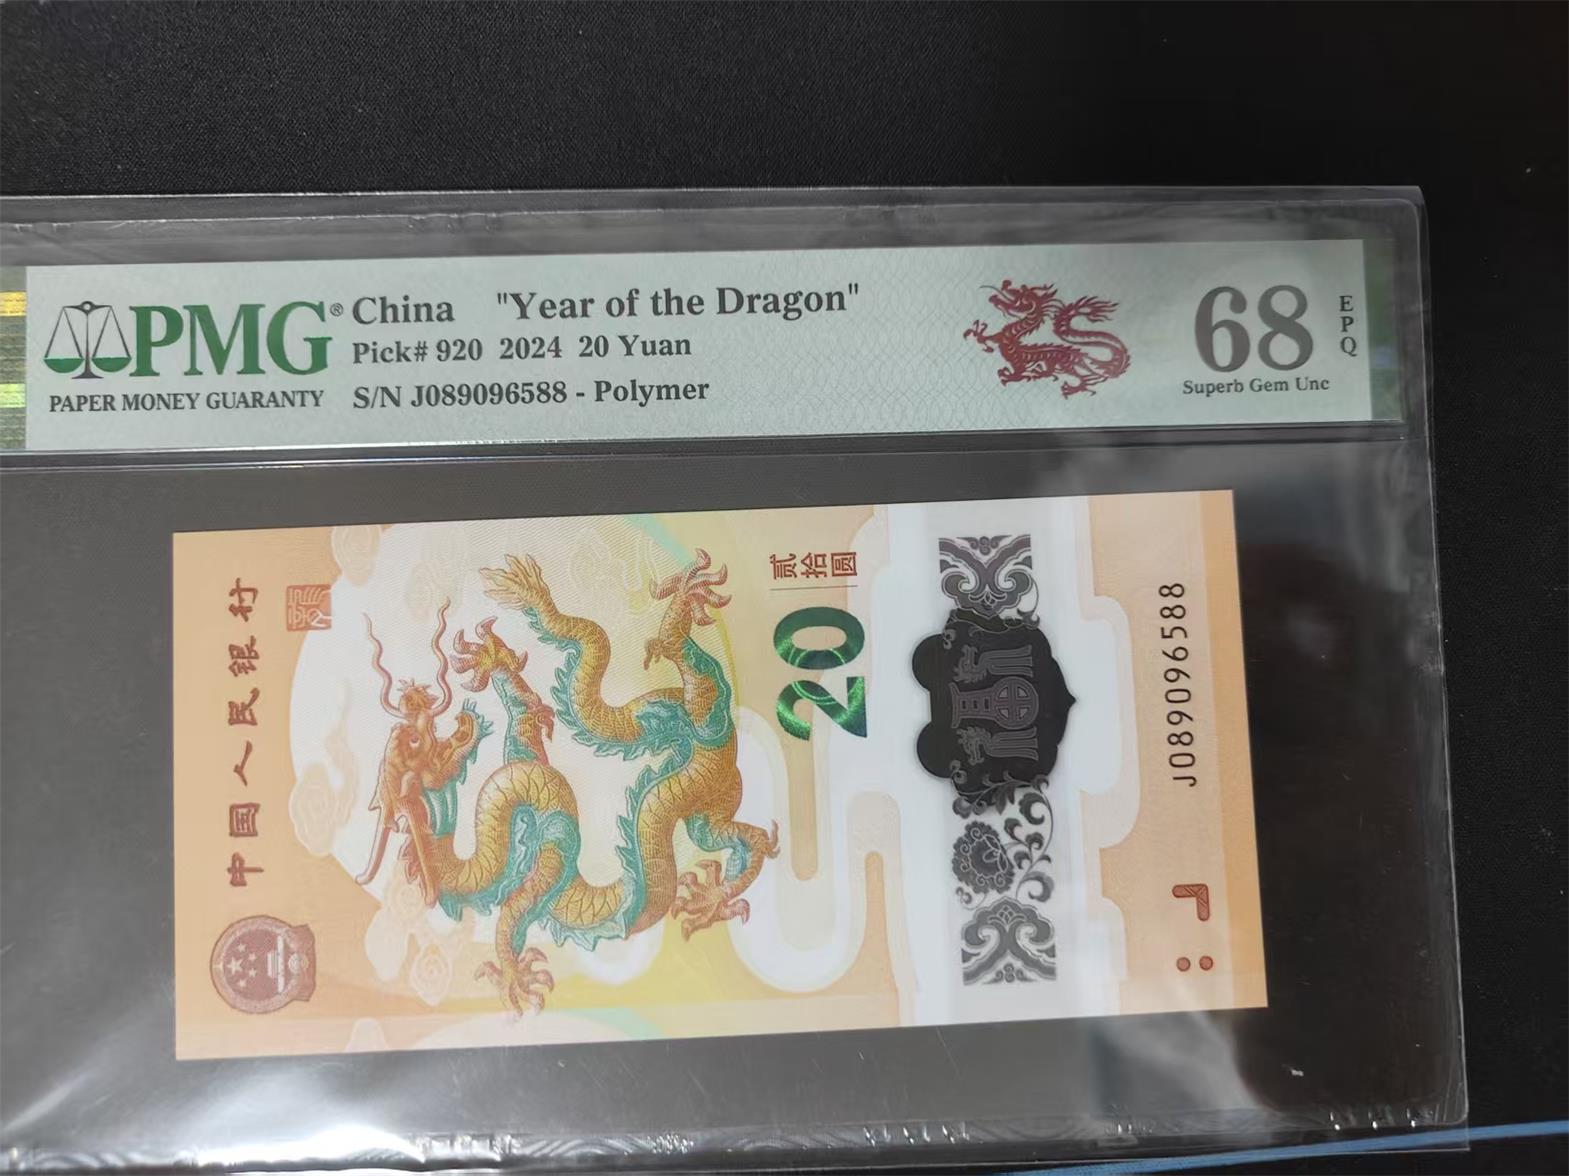 PMG®
PAPER MONEY GUARANTY
China "Year of the Dragon"
Pick# 920 2024 20 Yuan
S/N J089096588 - Polymer
68
EPQ
Superb Gem Unc
中国人民银行
贰拾圆
20
J089096588